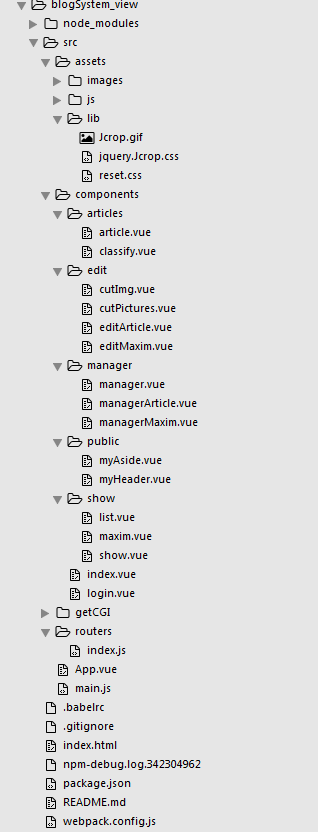 blogSystem_view
node_modules
src
assets
images
js
lib
Jcrop.gif
jquery.Jcrop.css
reset.css
components
articles
article.vue
classify.vue
edit
cutImg.vue
cutPictures.vue
editArticle.vue
editMaxim.vue
manager
manager.vue
managerArticle.vue
managerMaxim.vue
public
myAside.vue
myHeader.vue
show
list.vue
maxim.vue
show.vue
index.vue
login.vue
getCGI
routers
index.js
App.vue
main.js
.babelrc
.gitignore
index.html
npm-debug.log.342304962
package.json
README.md
webpack.config.js